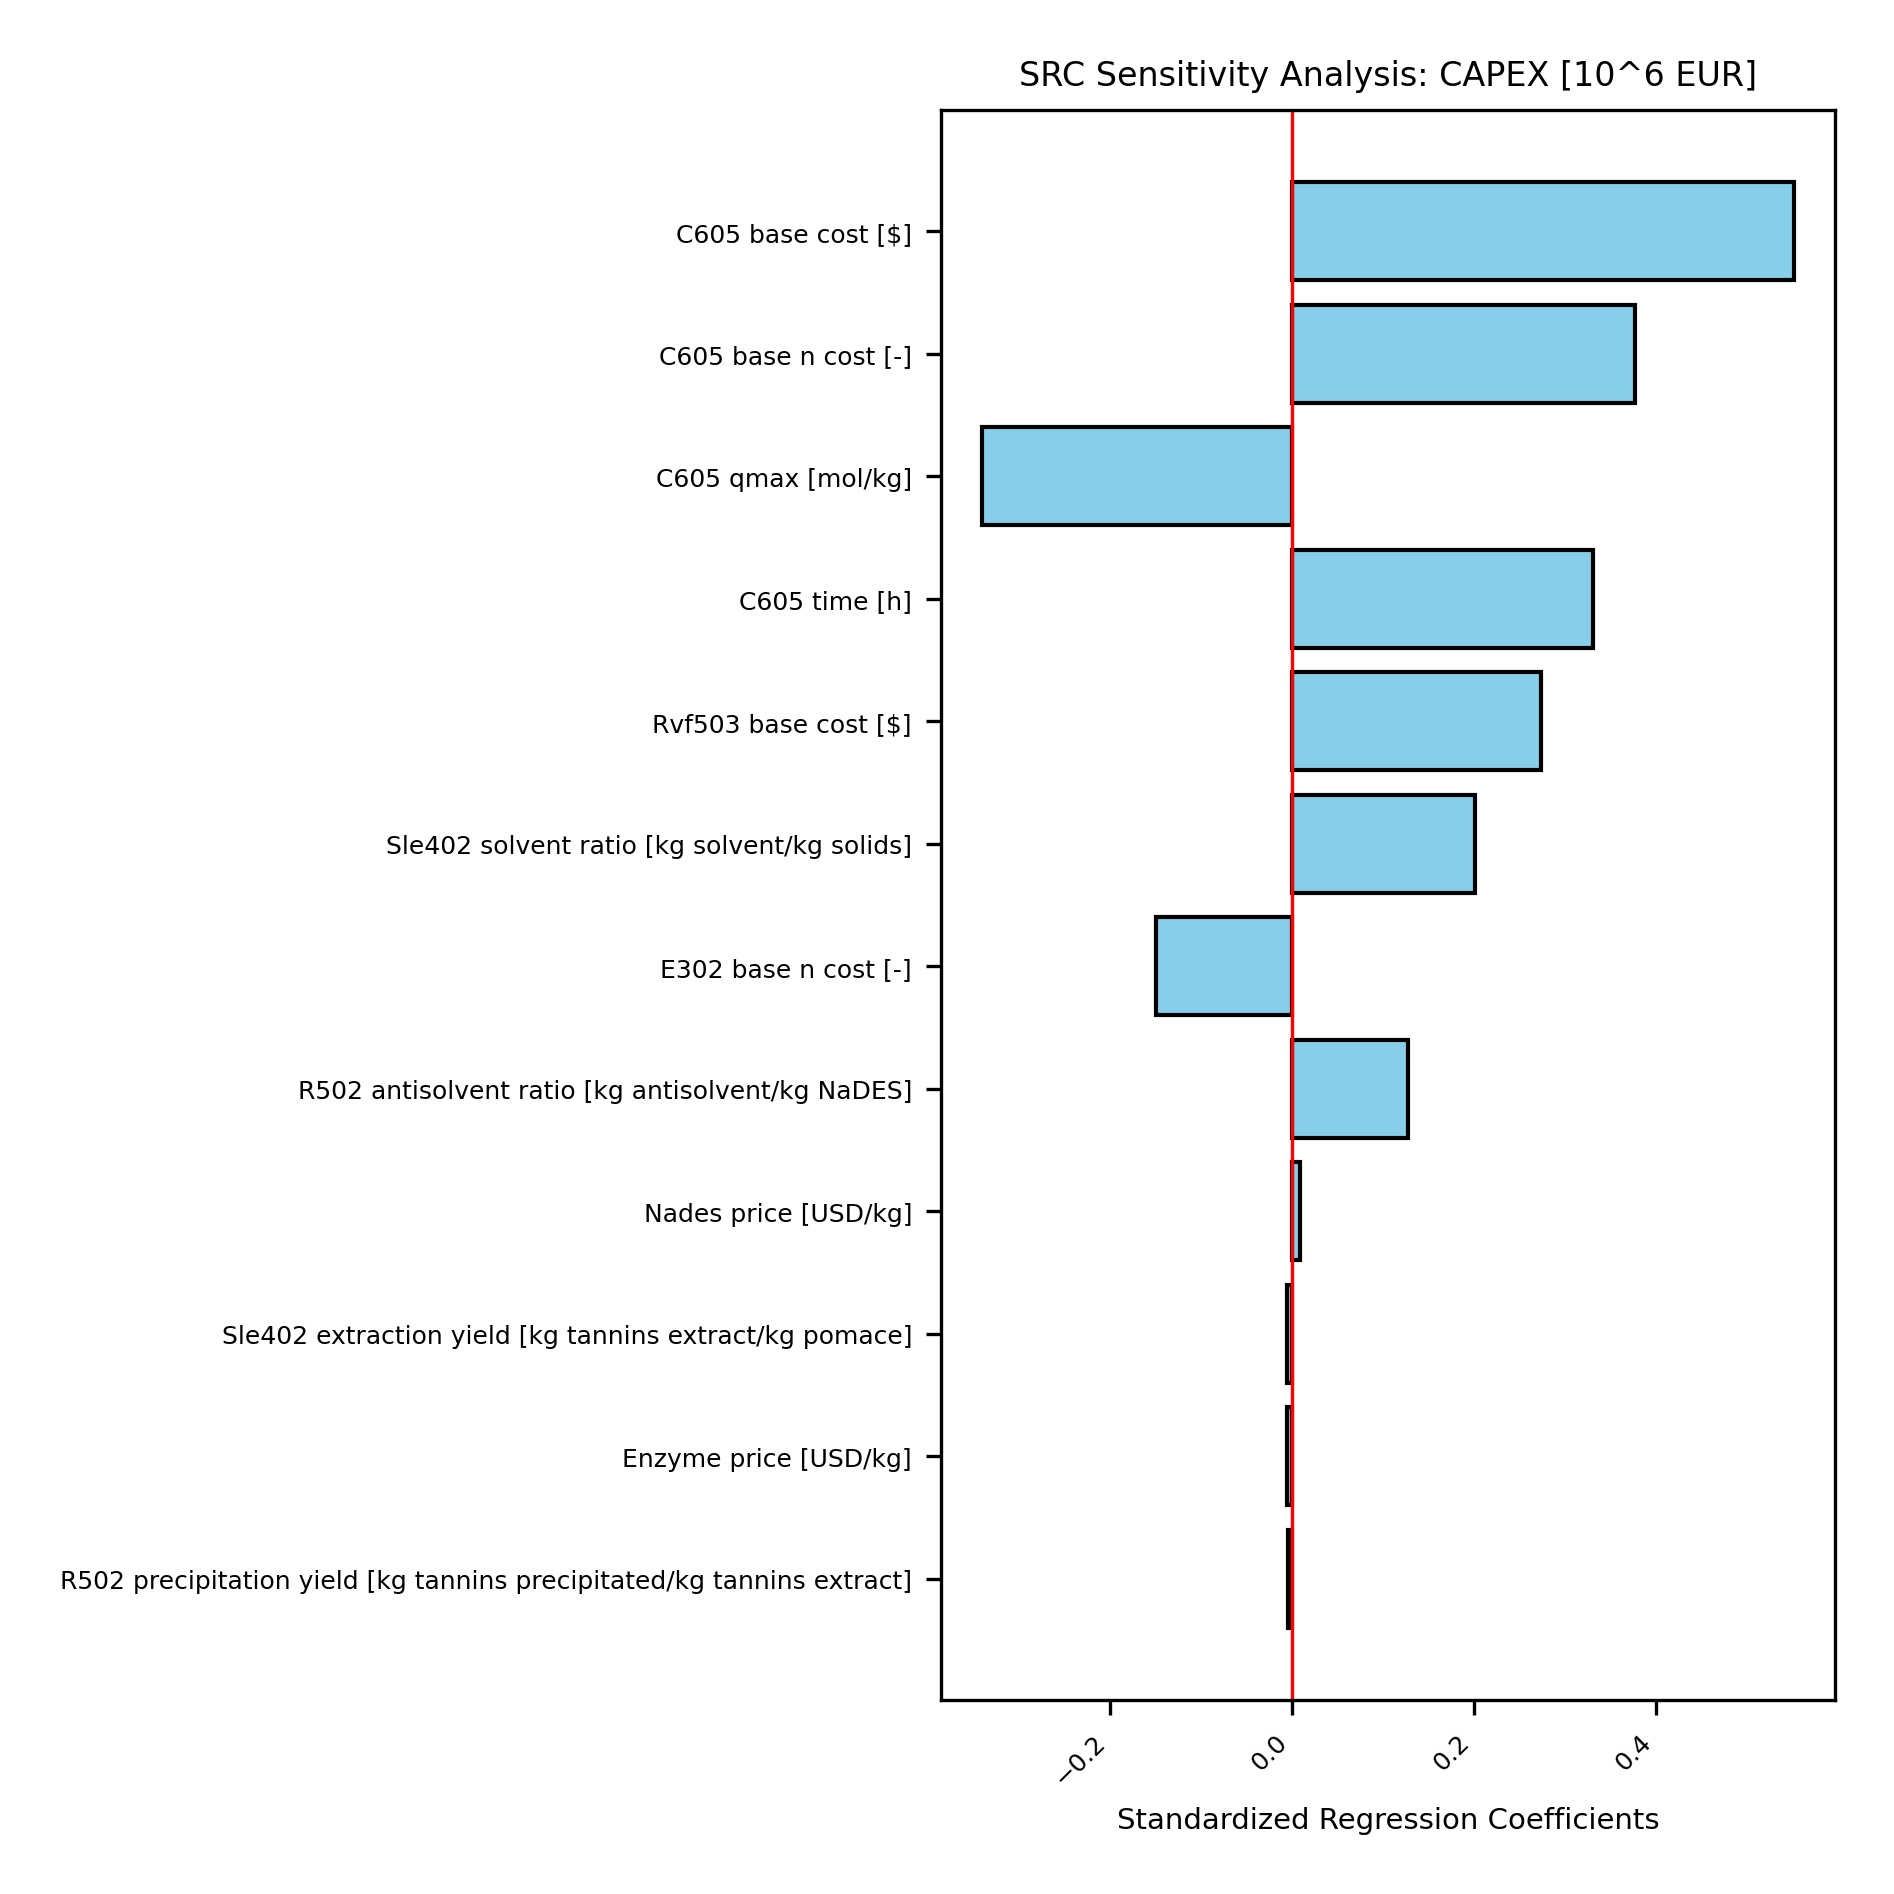 SRC Sensitivity Analysis: CAPEX [10^6 EUR]
C605 base cost [$]
C605 base n cost [-]
C605 qmax [mol/kg]
C605 time [h]
Rvf503 base cost [$]
Sle402 solvent ratio [kg solvent/kg solids]
E302 base n cost [-]
R502 antisolvent ratio [kg antisolvent/kg NaDES]
Nades price [USD/kg]
Sle402 extraction yield [kg tannins extract/kg pomace]
Enzyme price [USD/kg]
R502 precipitation yield [kg tannins precipitated/kg tannins extract]
−0.2 0.0 0.2 0.4
Standardized Regression Coefficients